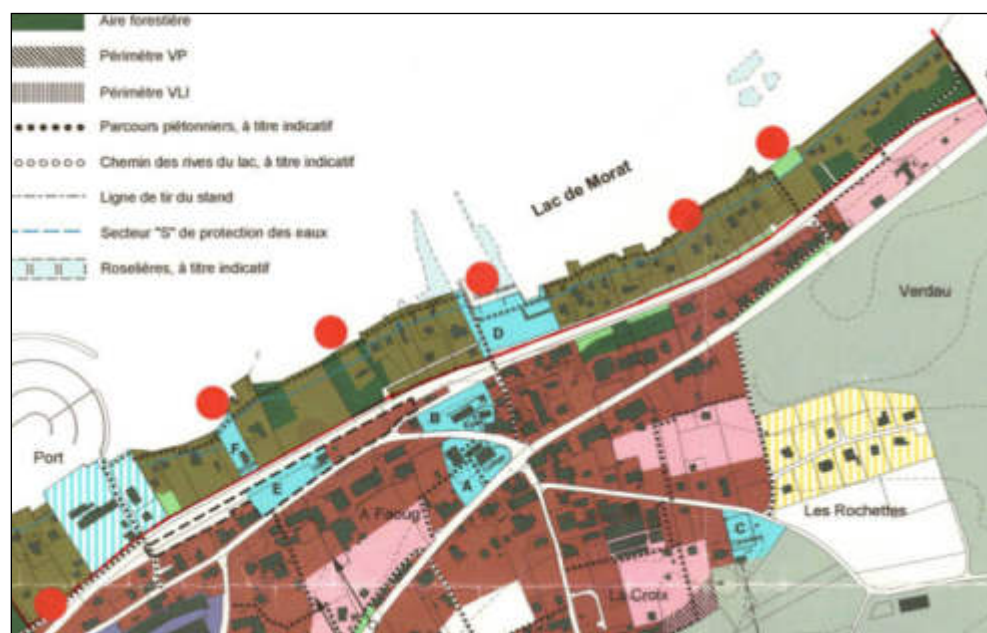 Aire forestière
Périmètre VP
Périmètre VLI
Parcours piétonniers, à titre indicatif
Chemin des rives du lac, à titre indicatif
Ligne de tir du stand
Secteur "S" de protection des eaux
Roselières, à titre indicatif
Lac de Morat
Verdau
D
B
F
Port
E
A
A Faoug
C
Les Rochettes
La Croix